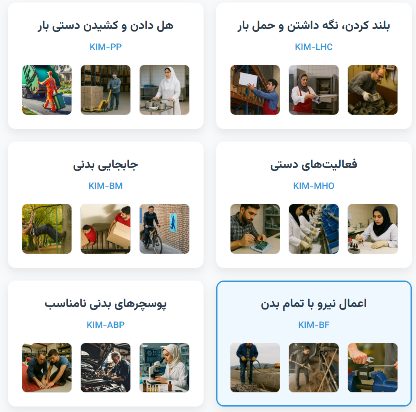 بلند کردن، نگه داشتن و حمل بار
KIM-LHC
هل دادن و کشیدن دستی بار
KIM-PP
فعالیت‌های دستی
KIM-MHO
جابجایی بدنی
KIM-BM
اعمال نیرو با تمام بدن
KIM-BF
پوسچرهای بدنی نامناسب
KIM-ABP